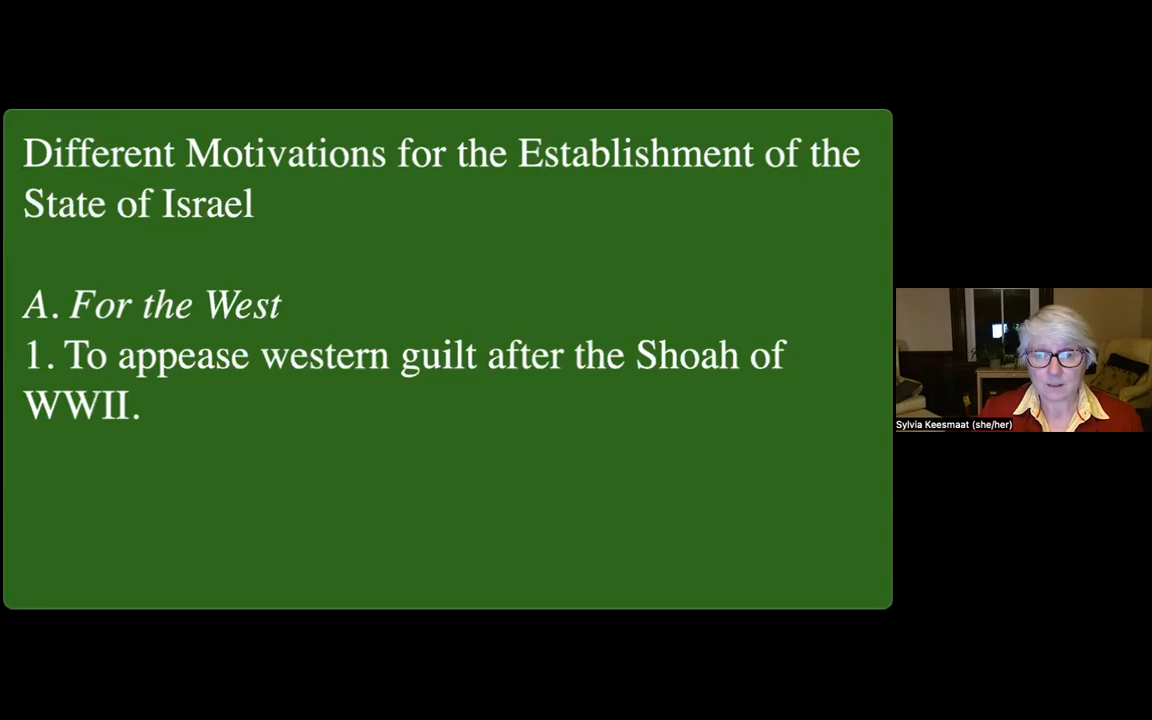 Different Motivations for the Establishment of the
State of Israel
A. For the West
1. To appease western guilt after the Shoah of
WWII.
Sylvia Keesmaat (she/her)